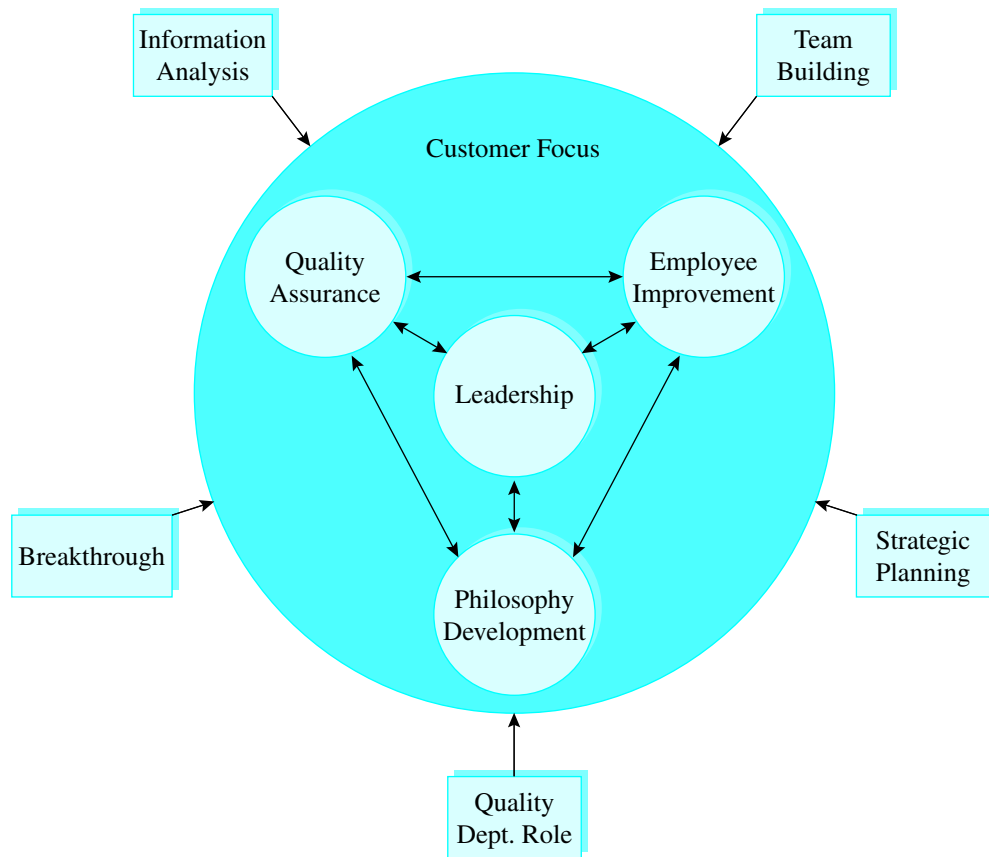 Information
Analysis
Team
Building
Customer Focus
Quality
Assurance
Employee
Improvement
Leadership
Breakthrough
Strategic
Planning
Philosophy
Development
Quality
Dept. Role